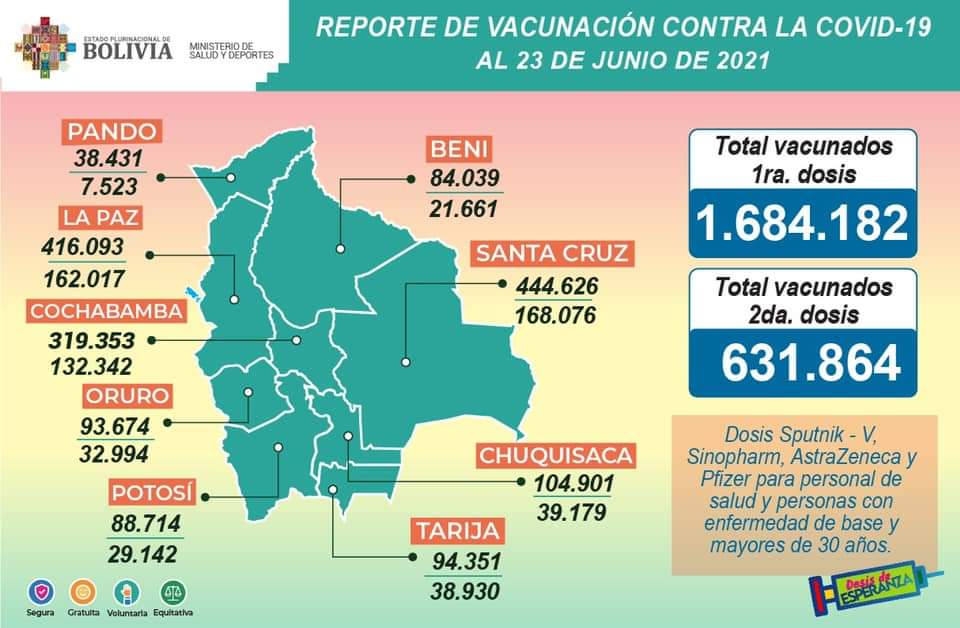 ESTADO PLURINACIONAL DE
BOLIVIA
MINISTERIO DE
SALUD Y DEPORTES
REPORTE DE VACUNACIÓN CONTRA LA COVID-19
AL 23 DE JUNIO DE 2021
PANDO
38.431
7.523
LA PAZ
416.093
162.017
COCHABAMBA
319.353
132.342
ORURO
93.674
32.994
POTOSÍ
88.714
29.142
BENI
84.039
21.661
SANTA CRUZ
444.626
168.076
CHUQUISACA
104.901
39.179
TARIJA
94.351
38.930
Total vacunados
1ra. dosis
1.684.182
Total vacunados
2da. dosis
631.864
Dosis Sputnik - V,
Sinopharm, AstraZeneca y
Pfizer para personal de
salud y personas con
enfermedad de base y
mayores de 30 años.
Segura
Gratuita
Voluntaria
Equitativa
Dosis de
ESPERANZA